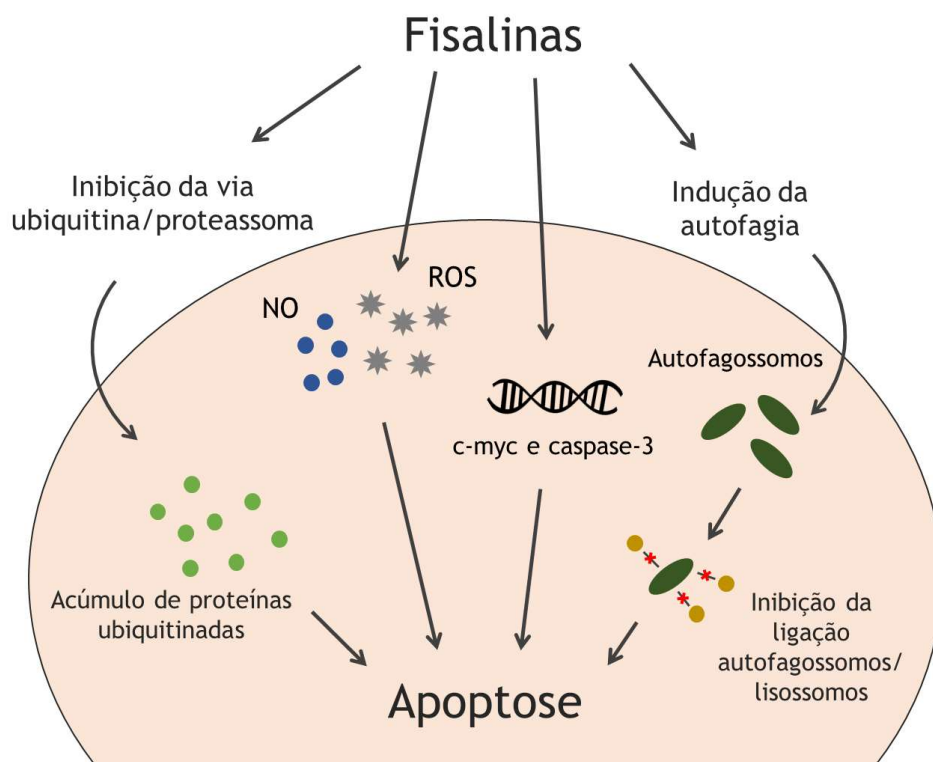 Fisalinas
Inibição da via
ubiquitina/proteassoma
Indução da
autofagia
ROS
NO
Autofagossomos
c-myc e caspase-3
Acúmulo de proteínas
ubiquitinadas
Inibição da
ligação
autofagossomos/
lisossomos
Apoptose